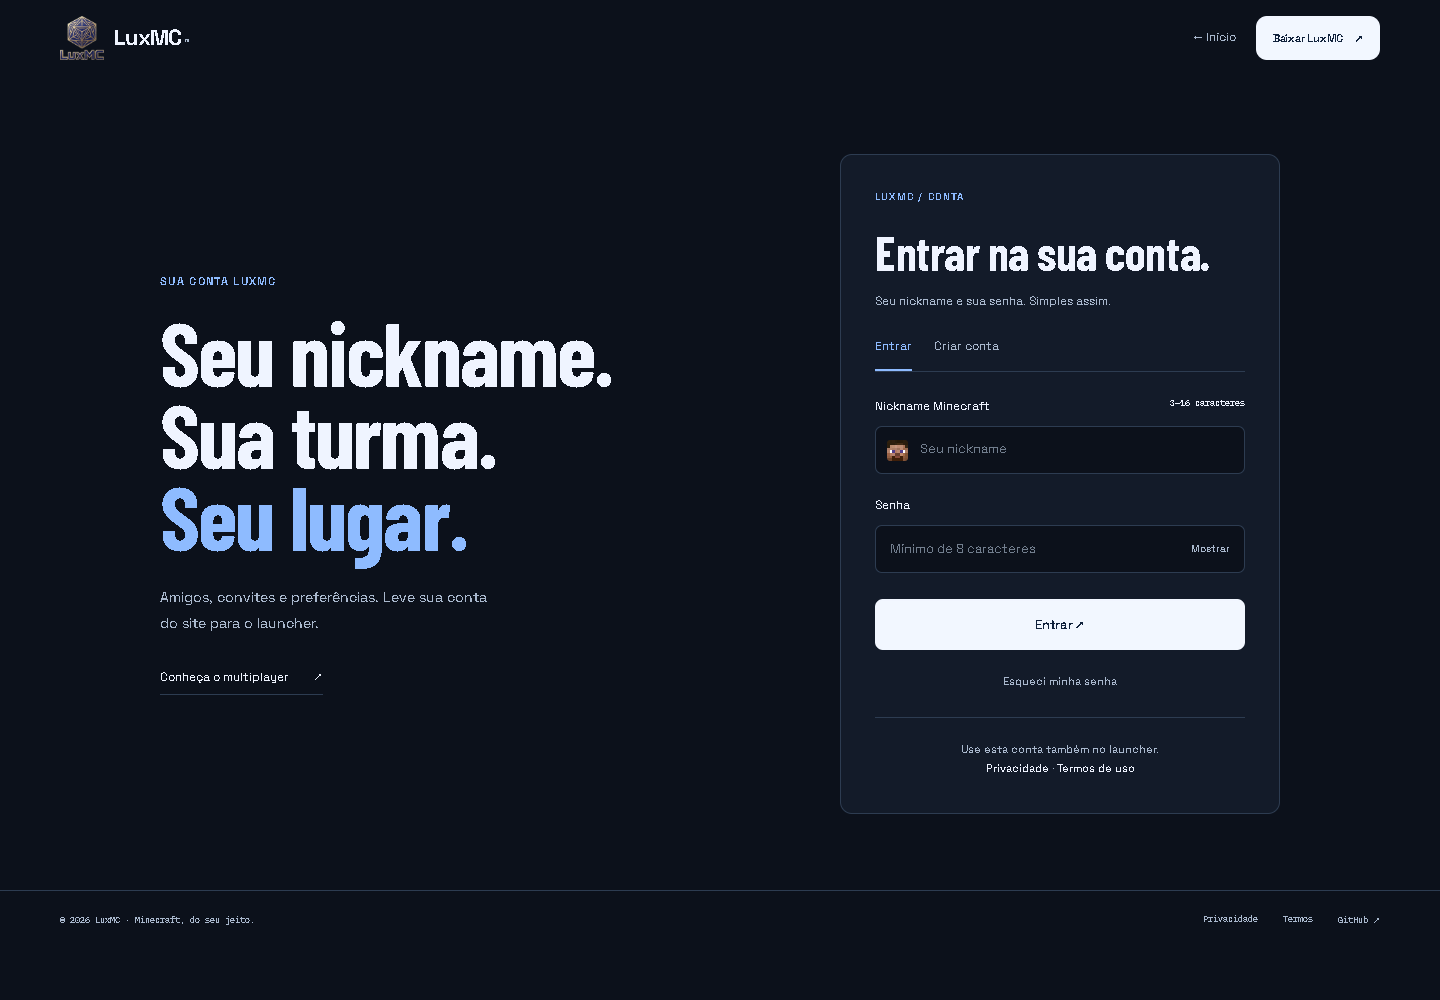 LuxMC
LuxMC™
← Início
Baixar LuxMC ↗
SUA CONTA LUXMC
Seu nickname.
Sua turma.
Seu lugar.
Amigos, convites e preferências. Leve sua conta
do site para o launcher.
Conheça o multiplayer ↗
LUXMC / CONTA
Entrar na sua conta.
Seu nickname e sua senha. Simples assim.
Entrar Criar conta
Nickname Minecraft 3–16 caracteres
Seu nickname
Senha
Mínimo de 8 caracteres Mostrar
Entrar ↗
Esqueci minha senha
Use esta conta também no launcher.
Privacidade · Termos de uso
© 2026 LuxMC · Minecraft, do seu jeito.
Privacidade Termos GitHub ↗